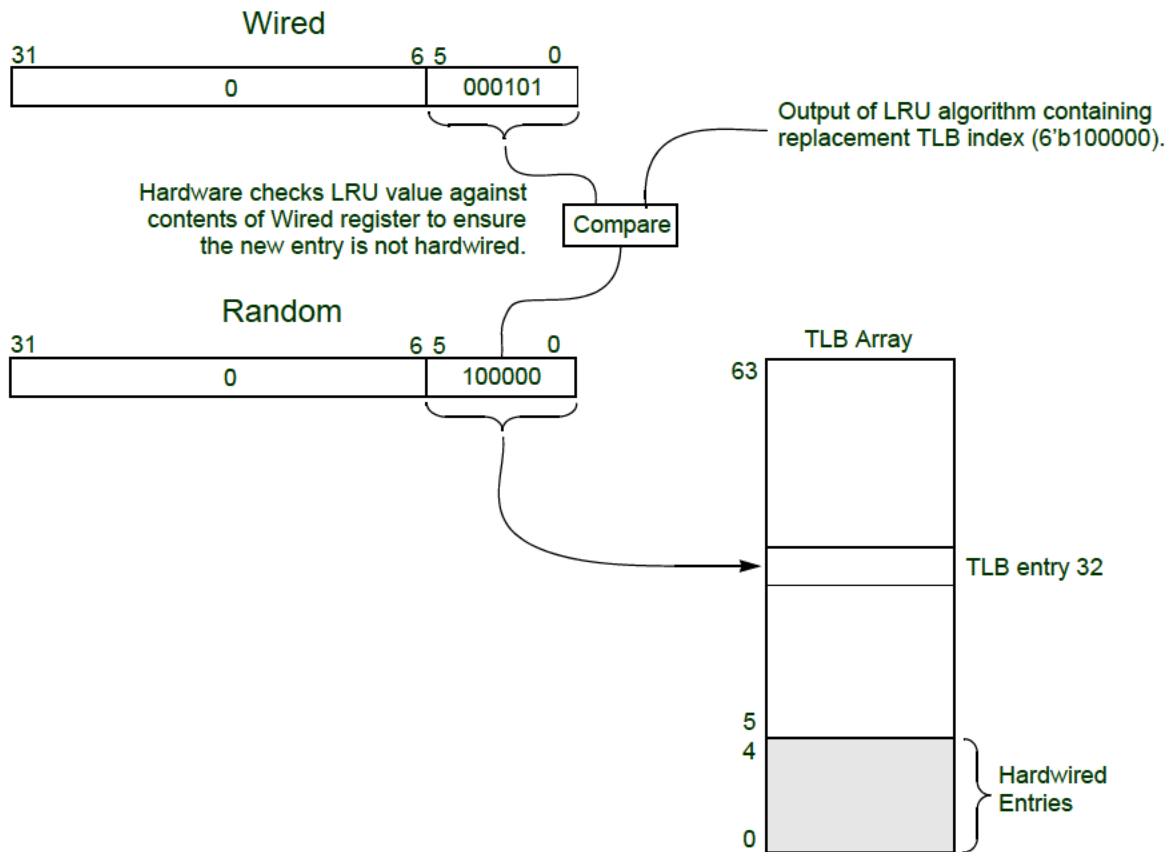 Wired
31 6 5 0
0 000101
Output of LRU algorithm containing
replacement TLB index (6'b100000).
Hardware checks LRU value against
contents of Wired register to ensure
the new entry is not hardwired.
Compare
Random
31 6 5 0
0 100000
TLB Array
63
TLB entry 32
5
4
Hardwired
Entries
0